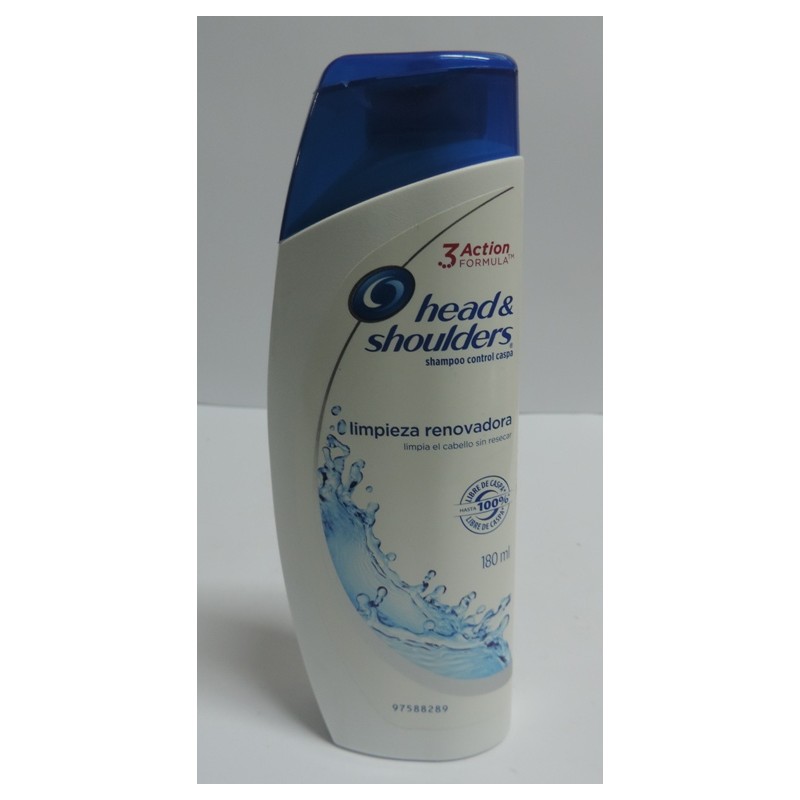 3 Action
FORMULA™
head &
shoulders®
shampoo control caspa
limpieza renovadora
limpia el cabello sin resecar
LIBRE DE CASPA*
HASTA 100%
LIBRE DE CASPA*
180 ml
97588289